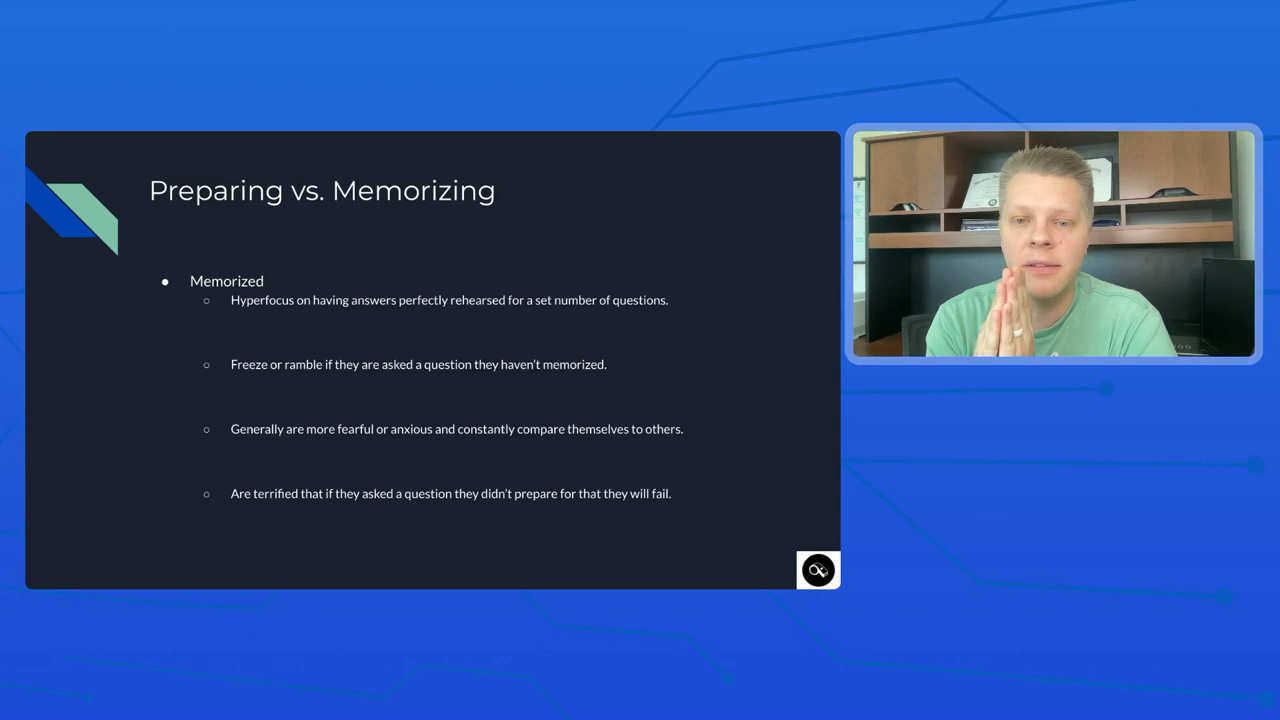 Preparing vs. Memorizing
● Memorized
○ Hyperfocus on having answers perfectly rehearsed for a set number of questions.
○ Freeze or ramble if they are asked a question they haven't memorized.
○ Generally are more fearful or anxious and constantly compare themselves to others.
○ Are terrified that if they asked a question they didn't prepare for that they will fail.